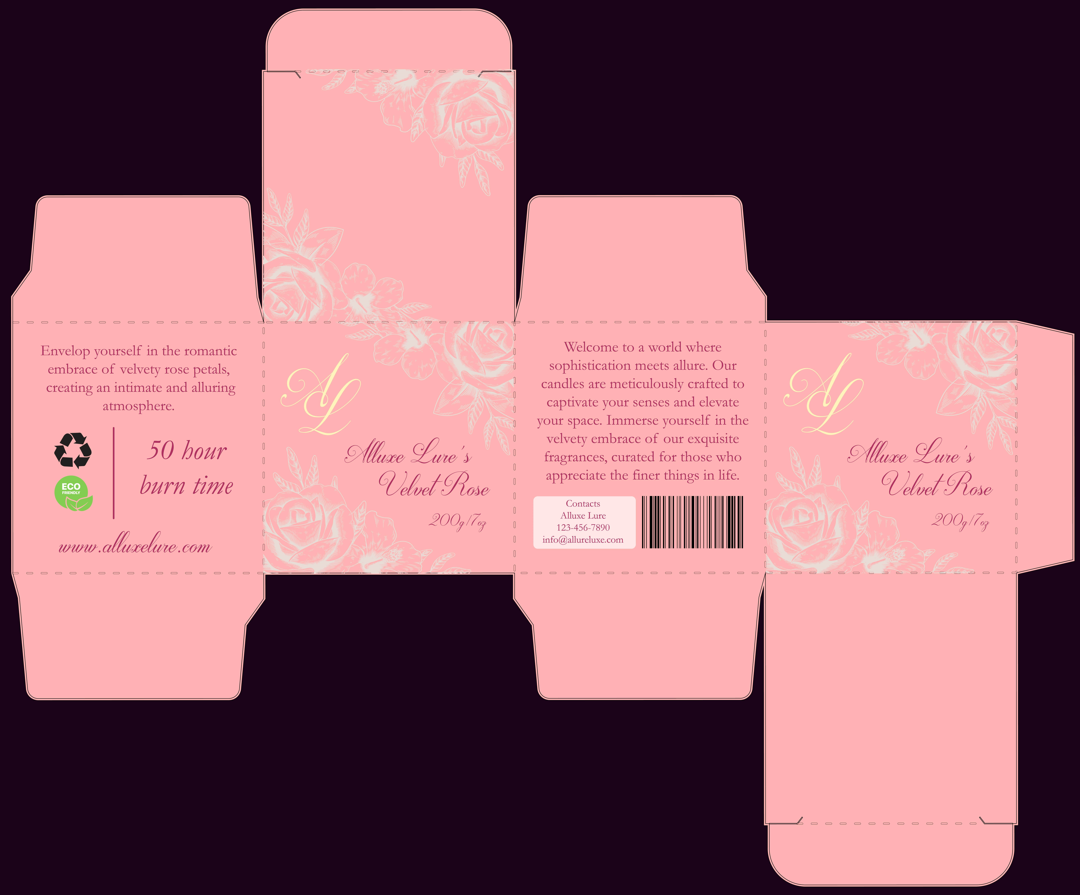 Envelop yourself in the romantic
embrace of velvety rose petals,
creating an intimate and alluring
atmosphere.
50 hour
burn time
ECO
FRIENDLY
www.alluxelure.com
AL
Alluxe Lure's
Velvet Rose
200g/7oz
Welcome to a world where
sophistication meets allure. Our
candles are meticulously crafted to
captivate your senses and elevate
your space. Immerse yourself in the
velvety embrace of our exquisite
fragrances, curated for those who
appreciate the finer things in life.
Contacts
Alluxe Lure
123-456-7890
info@allureluxe.com
AL
Alluxe Lure's
Velvet Rose
200g/7oz